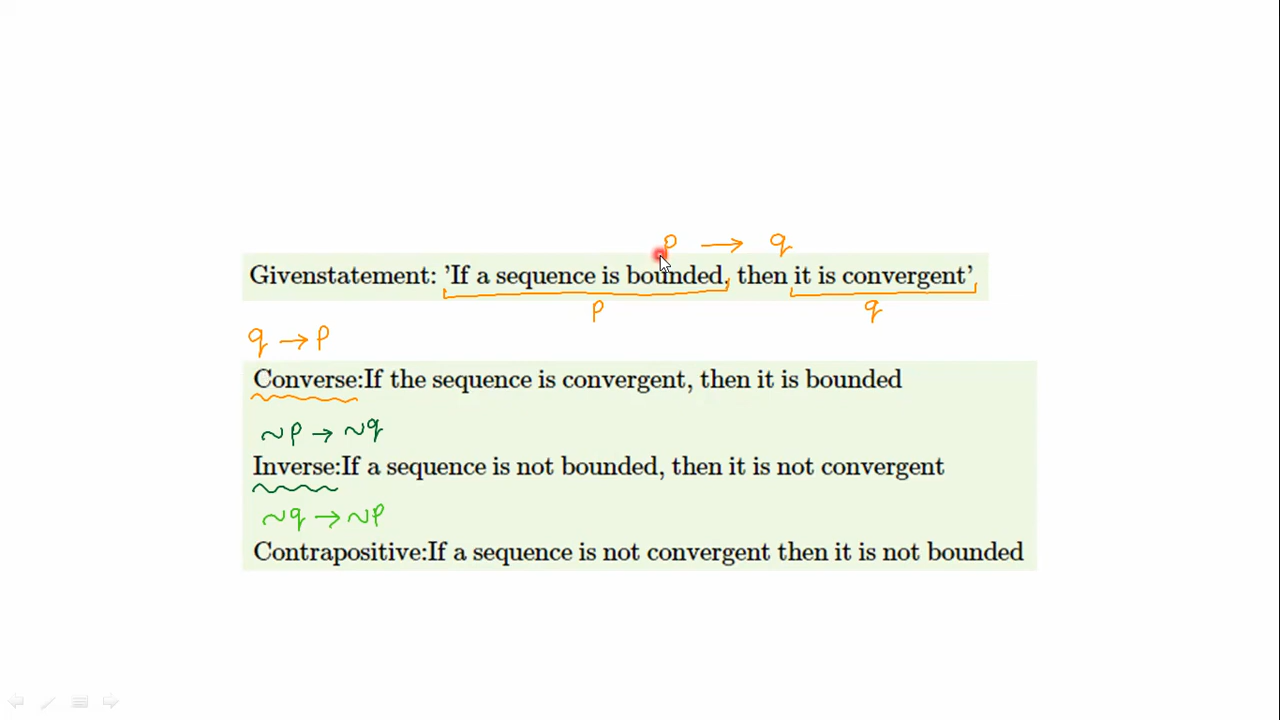 p → q
Givenstatement: ’If a sequence is bounded, then it is convergent’
p q
q → p
Converse:If the sequence is convergent, then it is bounded
~p → ~q
Inverse:If a sequence is not bounded, then it is not convergent
~q → ~p
Contrapositive:If a sequence is not convergent then it is not bounded